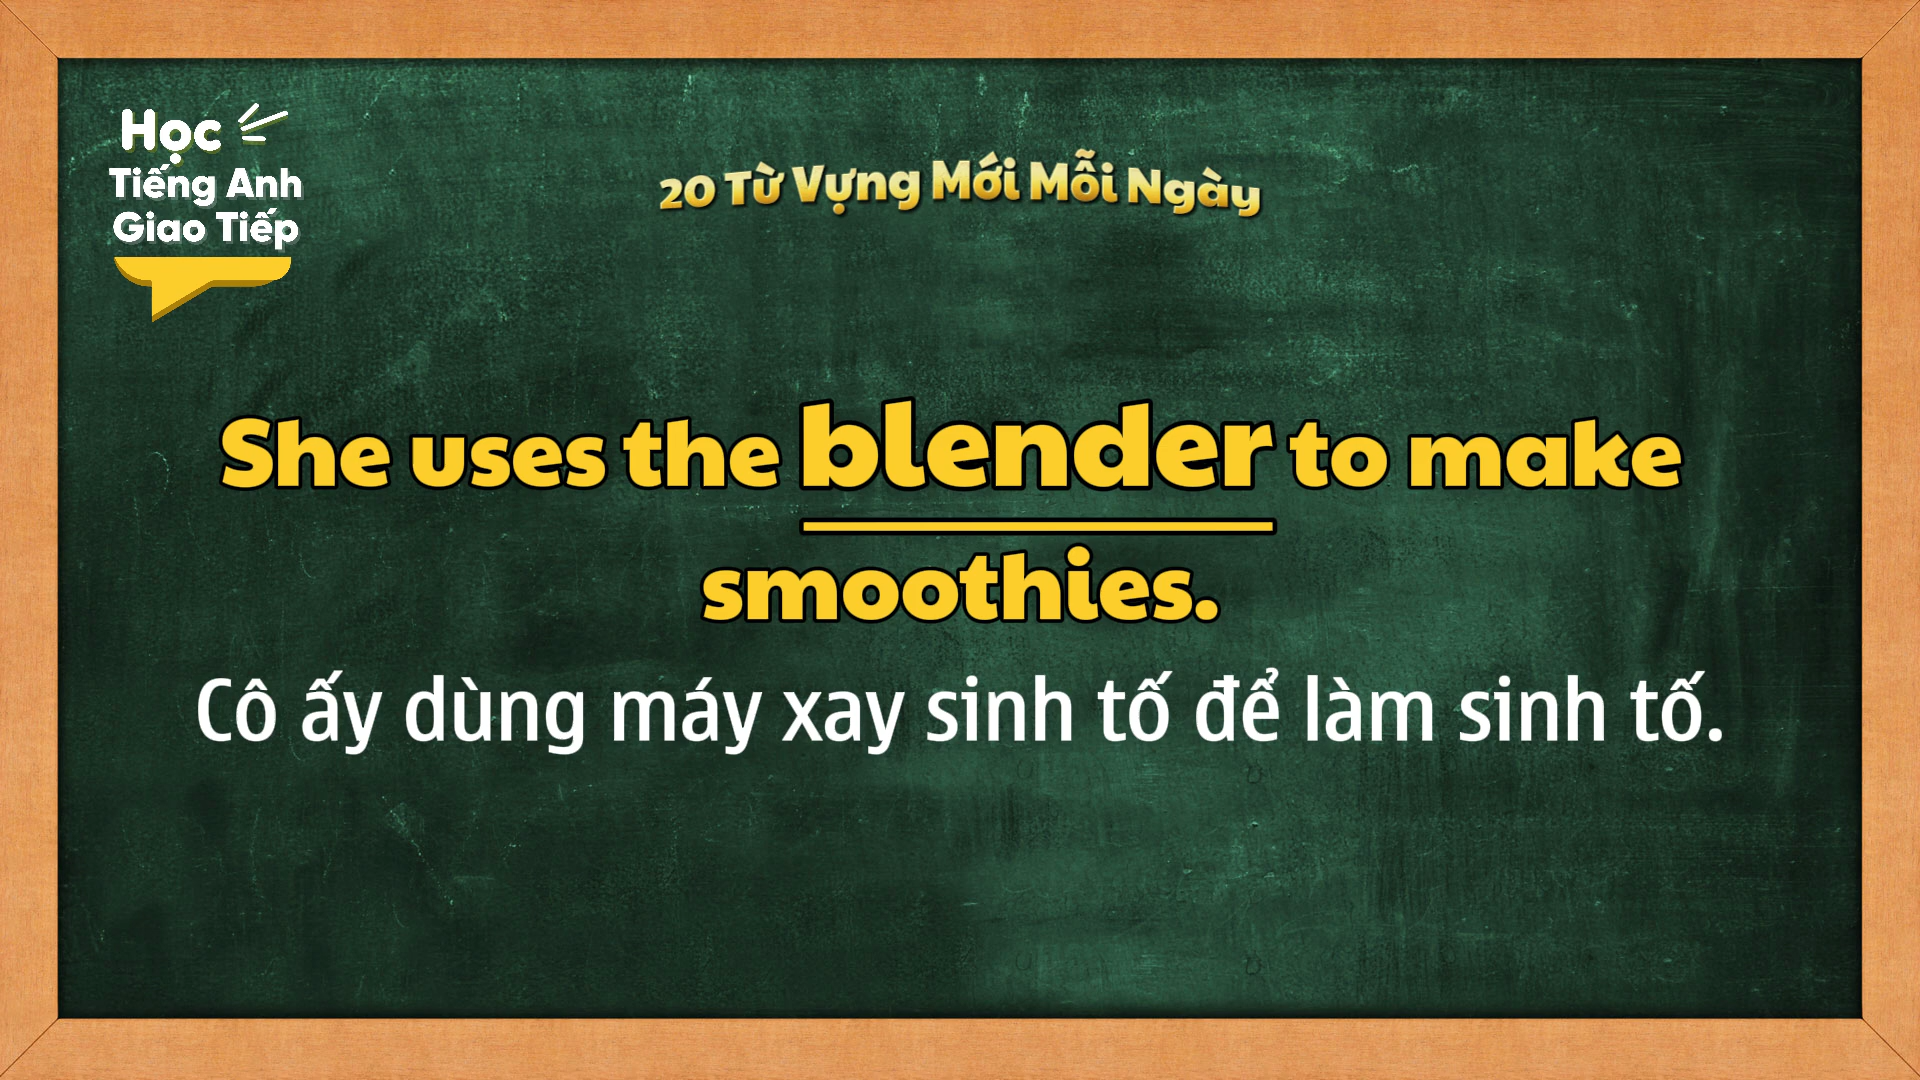 Học
Tiếng Anh
Giao Tiếp
20 Từ Vựng Mới Mỗi Ngày
She uses the blender to make
smoothies.
Cô ấy dùng máy xay sinh tố để làm sinh tố.